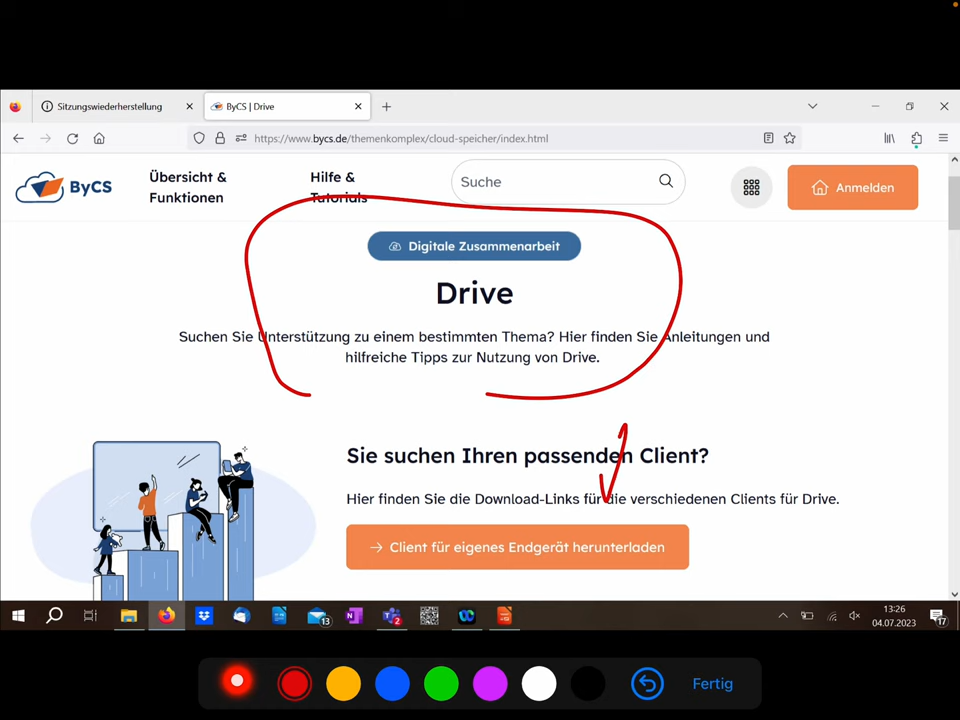 Sitzungswiederherstellung
ByCS | Drive
https://www.bycs.de/themenkomplex/cloud-speicher/index.html
ByCS
Übersicht &
Funktionen
Hilfe &
Tutorials
Suche
Anmelden
Digitale Zusammenarbeit
Drive
Suchen Sie Unterstützung zu einem bestimmten Thema? Hier finden Sie Anleitungen und
hilfreiche Tipps zur Nutzung von Drive.
Sie suchen Ihren passenden Client?
Hier finden Sie die Download-Links für die verschiedenen Clients für Drive.
Client für eigenes Endgerät herunterladen
13
2
13:26
04.07.2023
17
Fertig